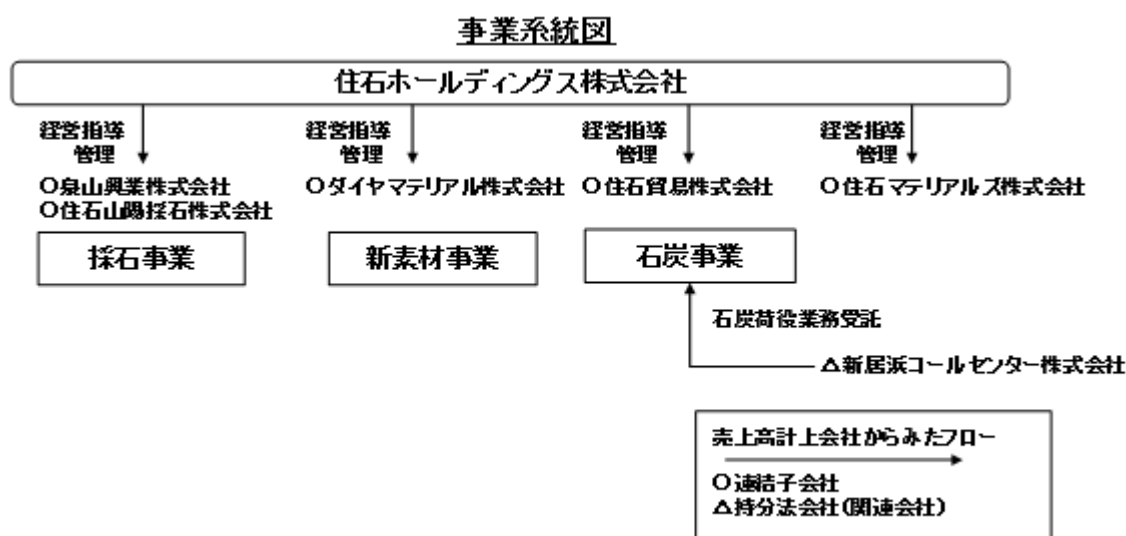 事業系統図
住石ホールディングス株式会社
経営指導
管理
経営指導
管理
経営指導
管理
経営指導
管理
○泉山興業株式会社
○住石山陽採石株式会社
○ダイヤマテリアル株式会社
○住石貿易株式会社
○住石マテリアルズ株式会社
採石事業
新素材事業
石炭事業
石炭荷役業務受託
△新居浜コールセンター株式会社
売上高計上会社からみたフロー
○連結子会社
△持分法会社(関連会社)